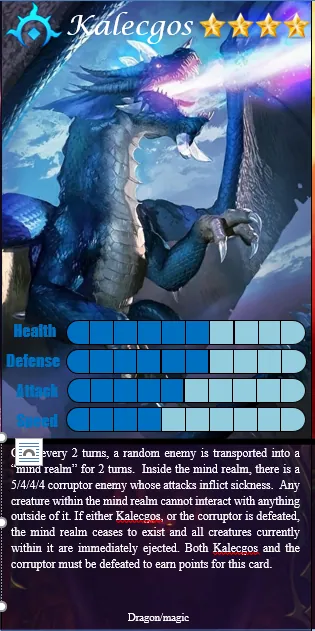 Kalecgos
Health
Defense
Attack
Speed
every 2 turns, a random enemy is transported into a
“mind realm” for 2 turns. Inside the mind realm, there is a
5/4/4/4 corruptor enemy whose attacks inflict sickness. Any
creature within the mind realm cannot interact with anything
outside of it. If either Kalecgos, or the corruptor is defeated,
the mind realm ceases to exist and all creatures currently
within it are immediately ejected. Both Kalecgos and the
corruptor must be defeated to earn points for this card.
Dragon/magic